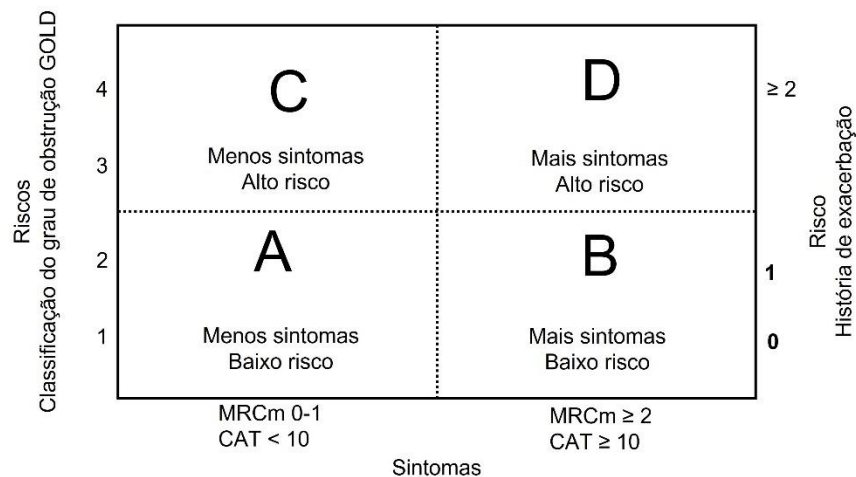 Riscos
Classificação do grau de obstrução GOLD
4
3
2
1
C
Menos sintomas
Alto risco
D
Mais sintomas
Alto risco
A
Menos sintomas
Baixo risco
B
Mais sintomas
Baixo risco
≥ 2
1
0
Risco
História de exacerbação
MRCm 0-1
CAT < 10
MRCm ≥ 2
CAT ≥ 10
Sintomas